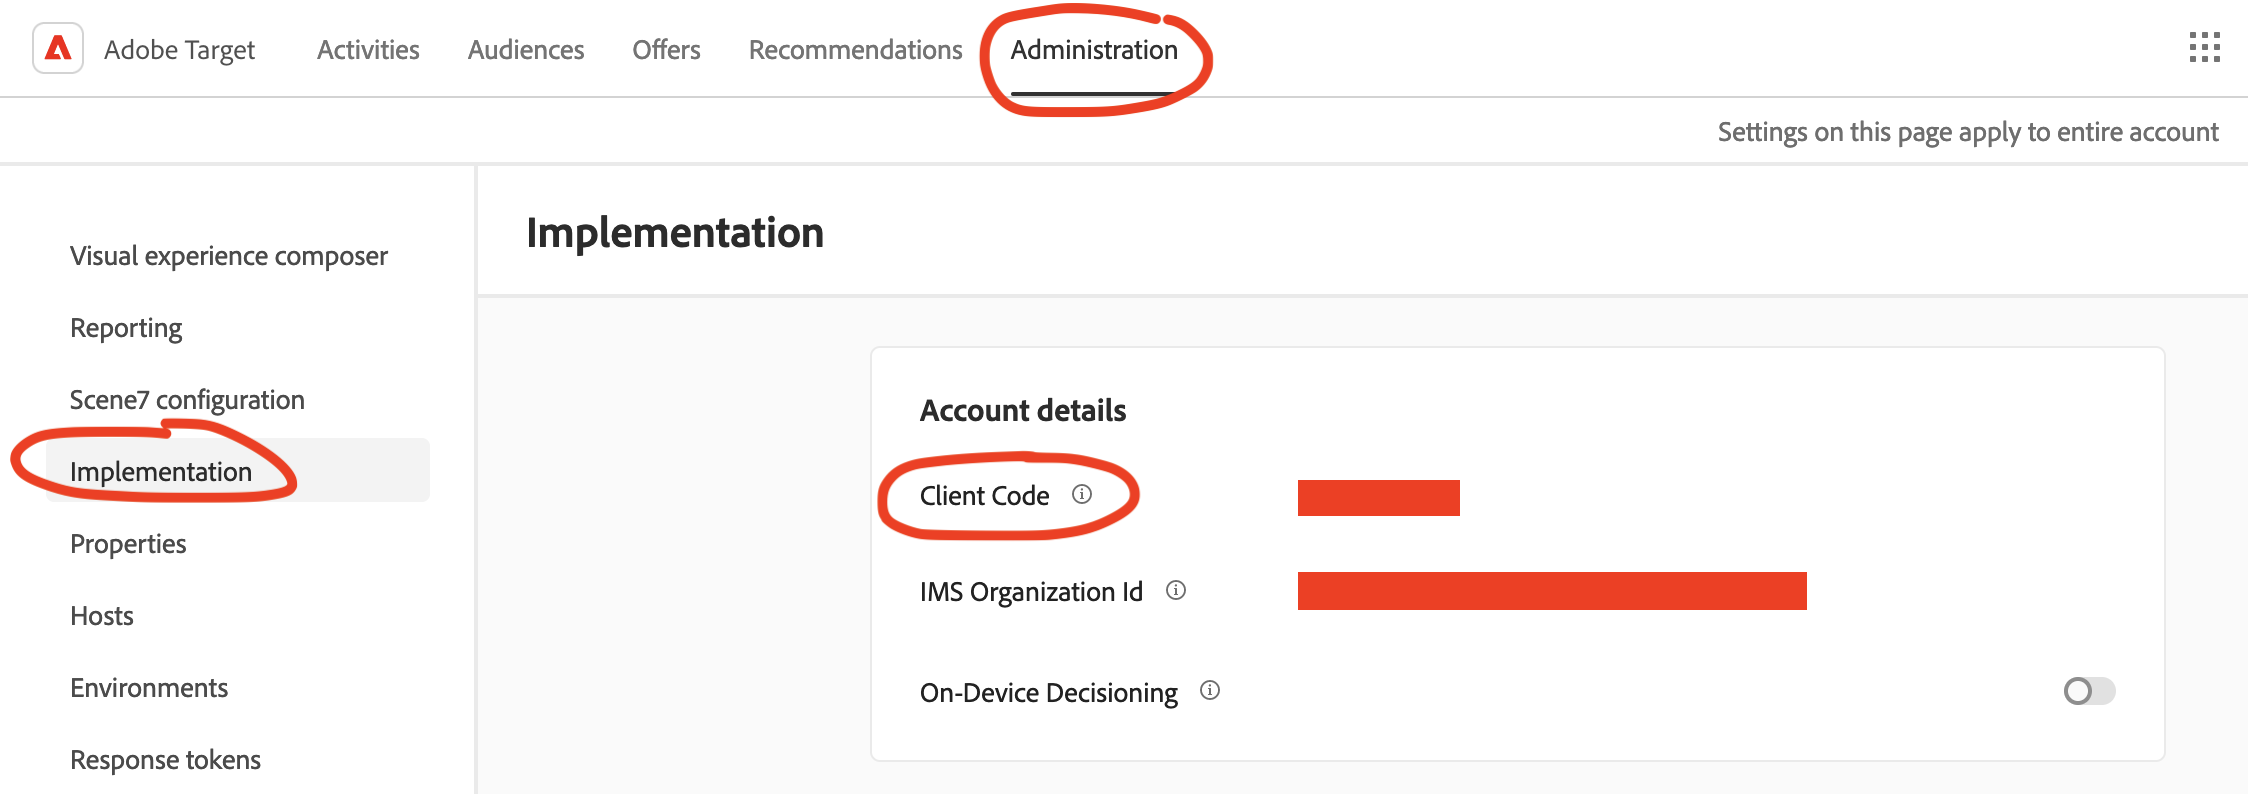 Adobe Target Activities Audiences Offers Recommendations Administration
Settings on this page apply to entire account
Visual experience composer
Reporting
Scene7 configuration
Implementation
Properties
Hosts
Environments
Response tokens
Implementation
Account details
Client Code
IMS Organization Id
On-Device Decisioning